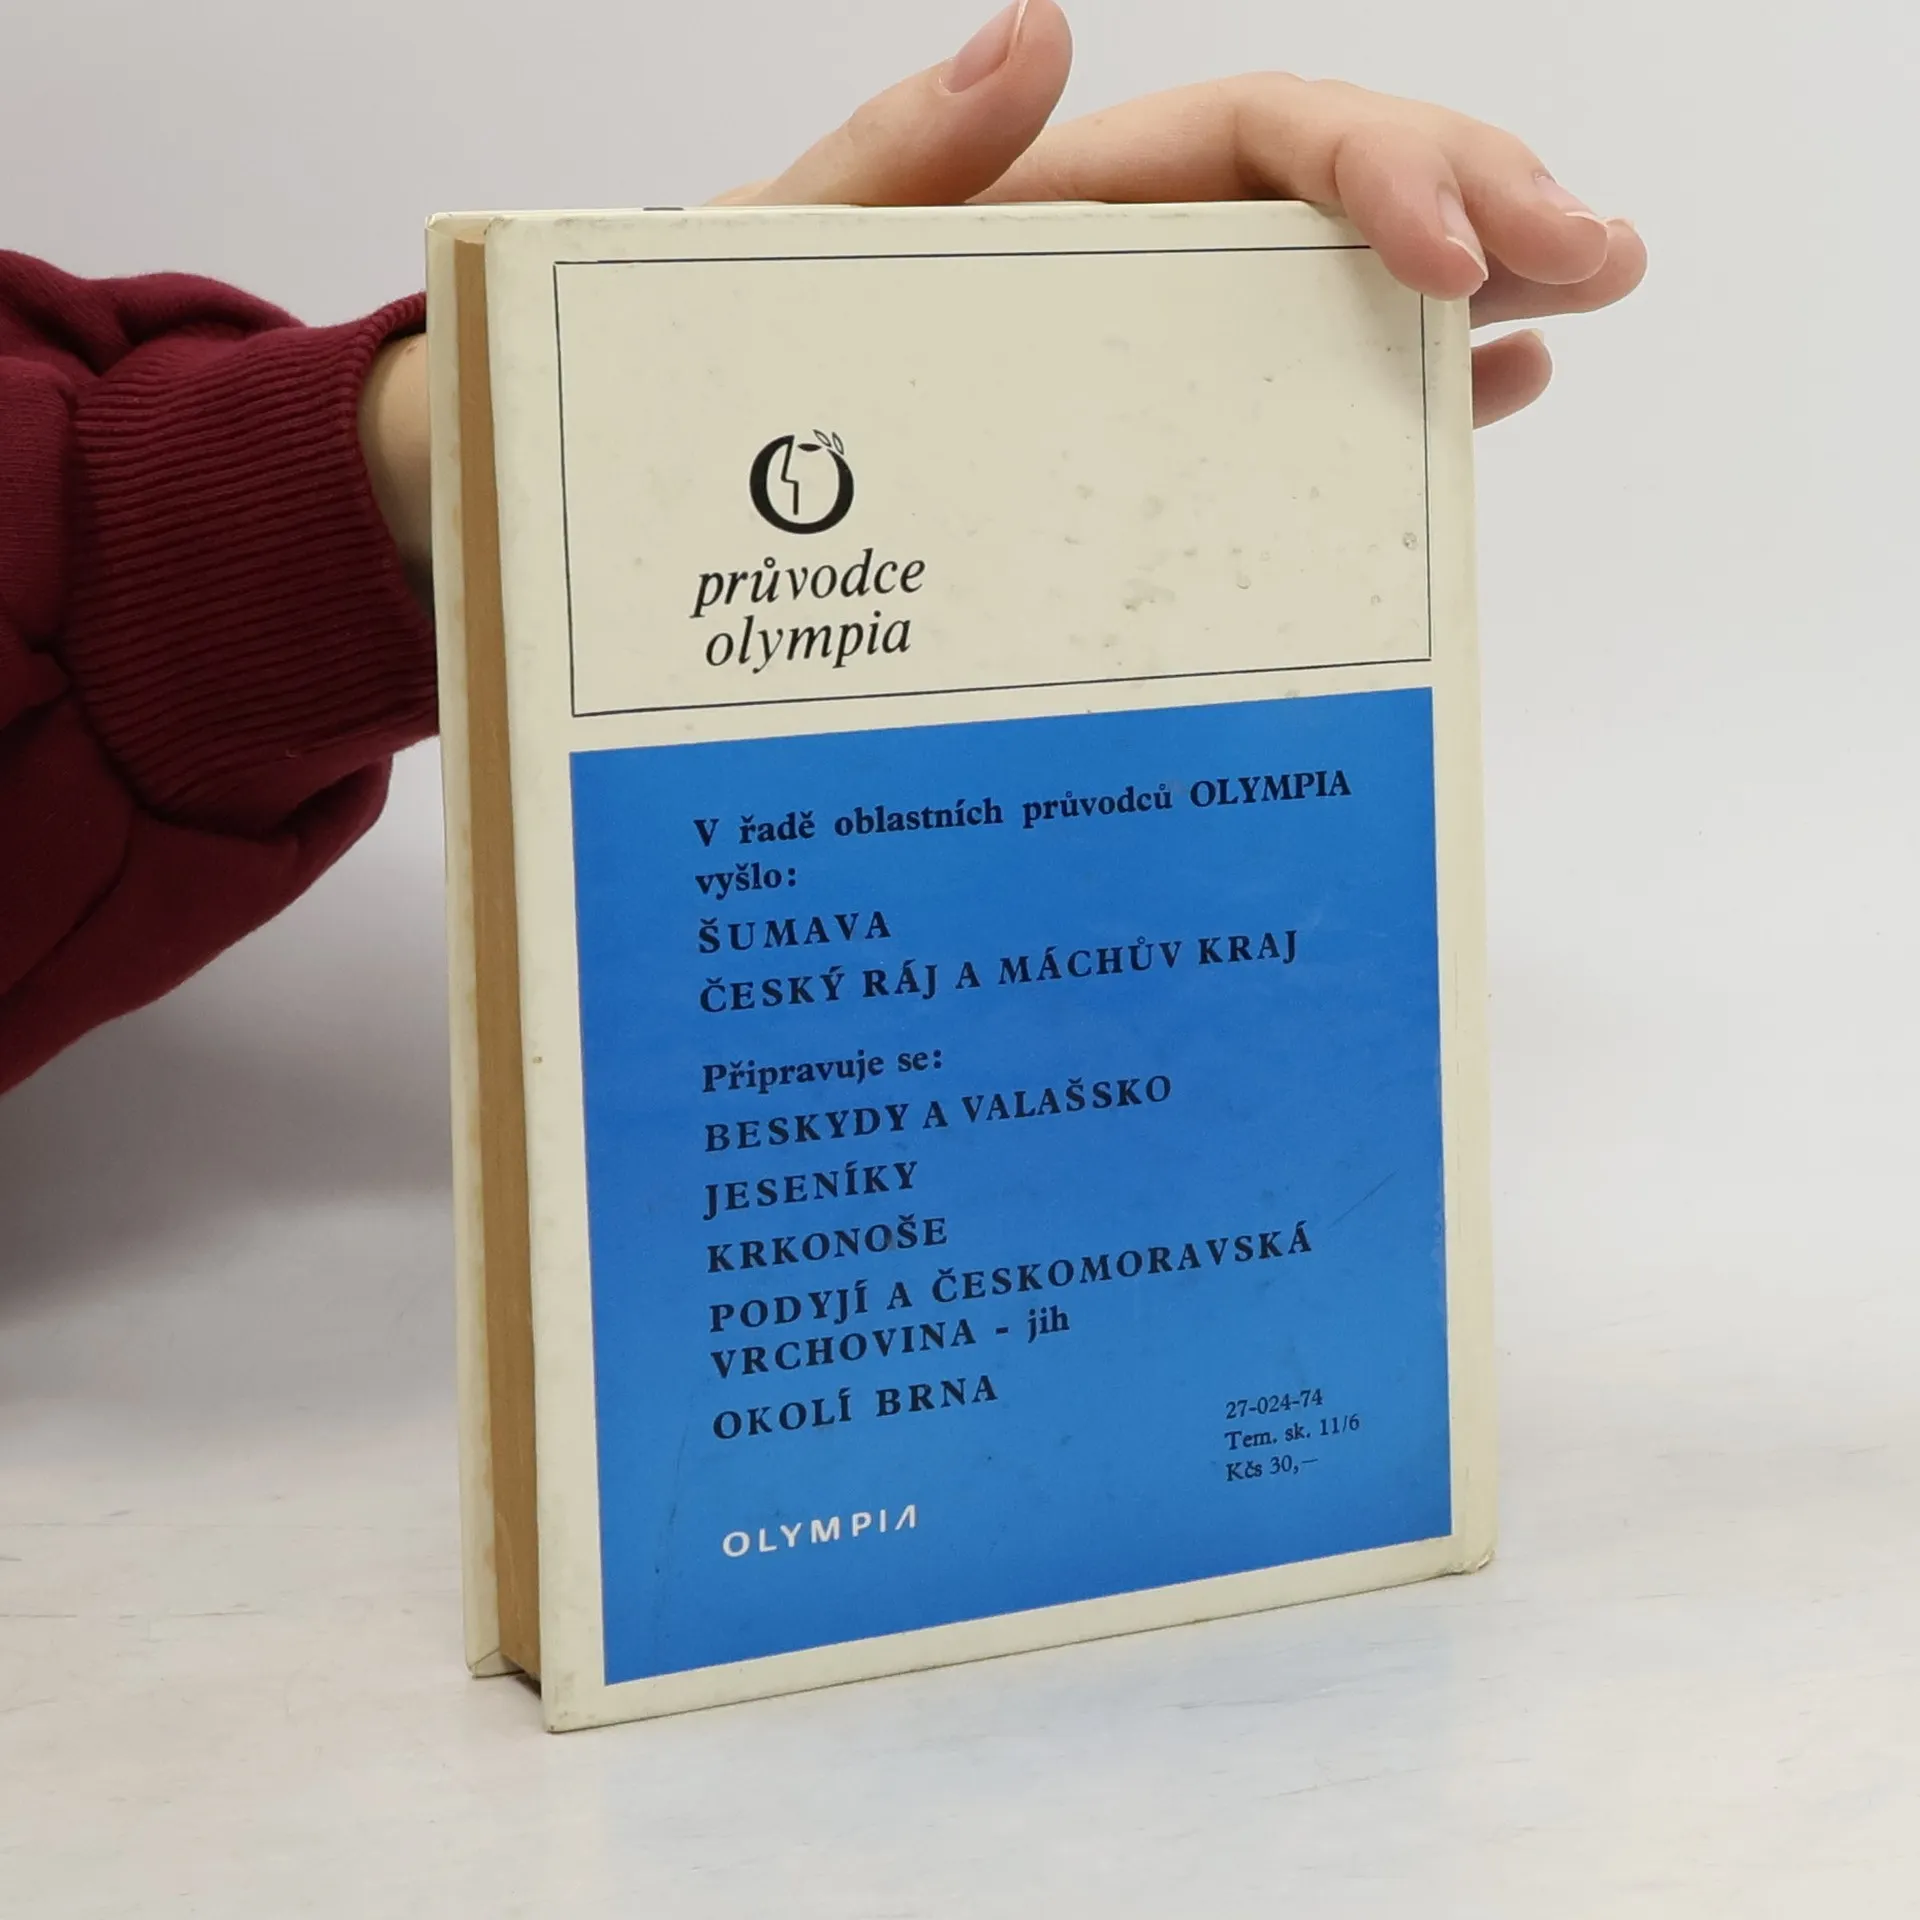 průvodce
olympia
V řadě oblastních průvodců OLYMPIA
vyšlo:
ŠUMAVA
ČESKÝ RÁJ A MÁCHŮV KRAJ
Připravuje se:
BESKYDY A VALAŠSKO
JESENÍKY
KRKONOŠE
PODYJÍ A ČESKOMORAVSKÁ
VRCHOVINA - jih
OKOLÍ BRNA
27-024-74
Tem. sk. 11/6
Kčs 30,—
OLYMPIA